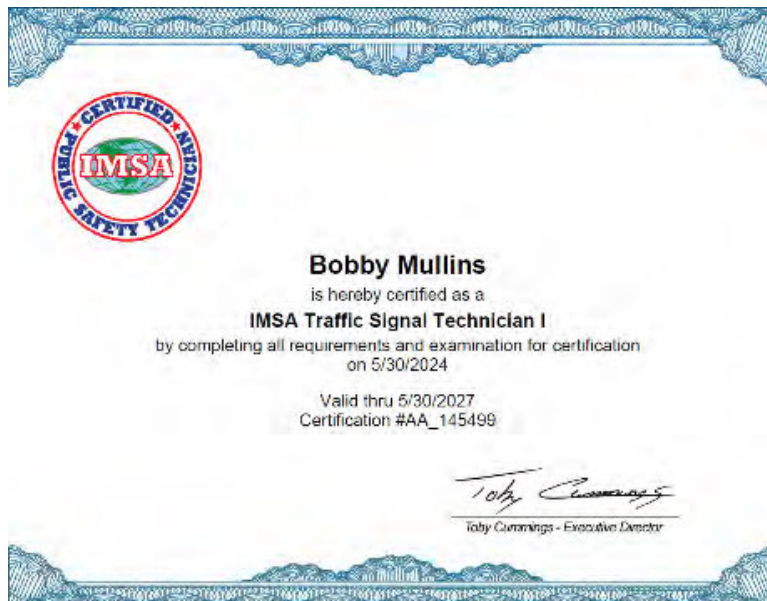 ★ CERTIFIED ★
PUBLIC SAFETY TECHNICIAN
IMSA
Bobby Mullins
is hereby certified as a
IMSA Traffic Signal Technician I
by completing all requirements and examination for certification
on 5/30/2024
Valid thru 5/30/2027
Certification #AA_145499
Toby Cummings
Toby Cummings - Executive Director